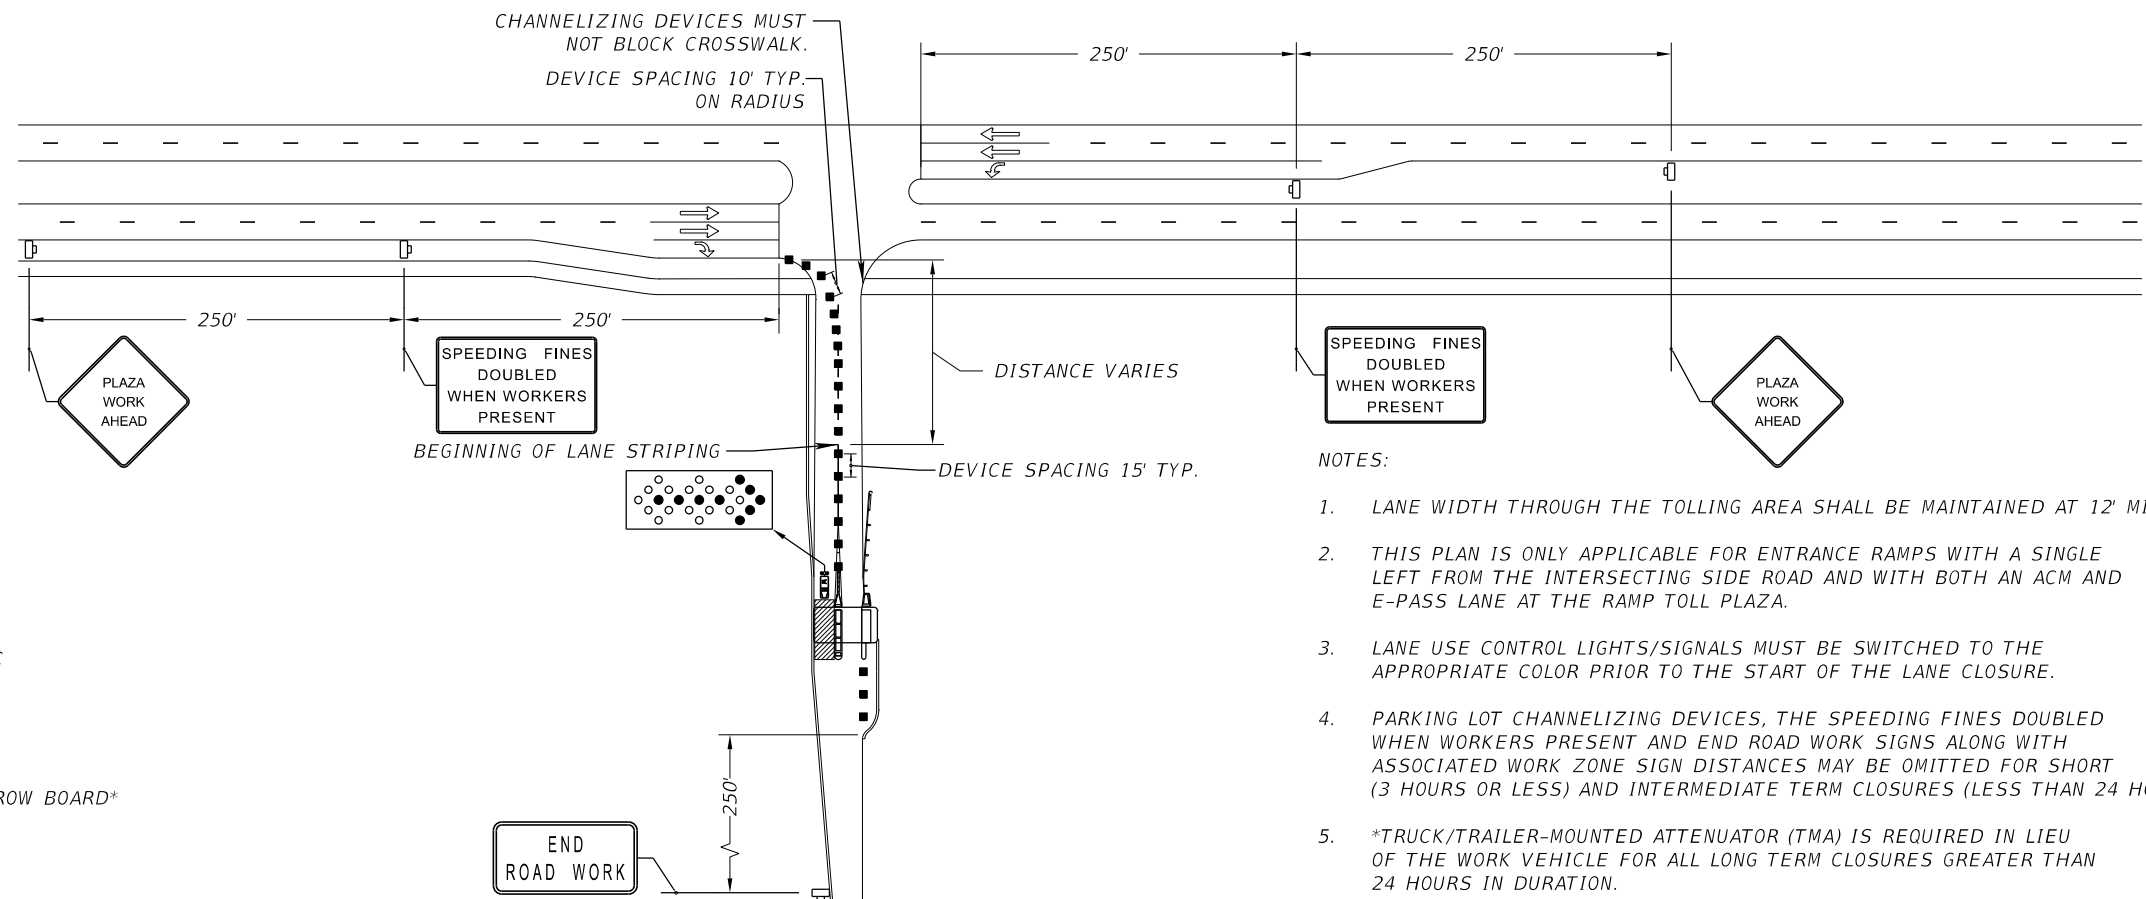 CHANNELIZING DEVICES MUST
NOT BLOCK CROSSWALK.
DEVICE SPACING 10' TYP.
ON RADIUS
250'
250'
250'
250'
PLAZA
WORK
AHEAD
SPEEDING FINES
DOUBLED
WHEN WORKERS
PRESENT
DISTANCE VARIES
SPEEDING FINES
DOUBLED
WHEN WORKERS
PRESENT
PLAZA
WORK
AHEAD
BEGINNING OF LANE STRIPING
DEVICE SPACING 15' TYP.
250'
END
ROAD WORK
BOARD*
NOTES:
1. LANE WIDTH THROUGH THE TOLLING AREA SHALL BE MAINTAINED AT 12'
2. THIS PLAN IS ONLY APPLICABLE FOR ENTRANCE RAMPS WITH A SINGLE
LEFT FROM THE INTERSECTING SIDE ROAD AND WITH BOTH AN ACM AND
E-PASS LANE AT THE RAMP TOLL PLAZA.
3. LANE USE CONTROL LIGHTS/SIGNALS MUST BE SWITCHED TO THE
APPROPRIATE COLOR PRIOR TO THE START OF THE LANE CLOSURE.
4. PARKING LOT CHANNELIZING DEVICES, THE SPEEDING FINES DOUBLED
WHEN WORKERS PRESENT AND END ROAD WORK SIGNS ALONG WITH
ASSOCIATED WORK ZONE SIGN DISTANCES MAY BE OMITTED FOR SHORT
(3 HOURS OR LESS) AND INTERMEDIATE TERM CLOSURES (LESS THAN 24
5. *TRUCK/TRAILER-MOUNTED ATTENUATOR (TMA) IS REQUIRED IN LIEU
OF THE WORK VEHICLE FOR ALL LONG TERM CLOSURES GREATER THAN
24 HOURS IN DURATION.